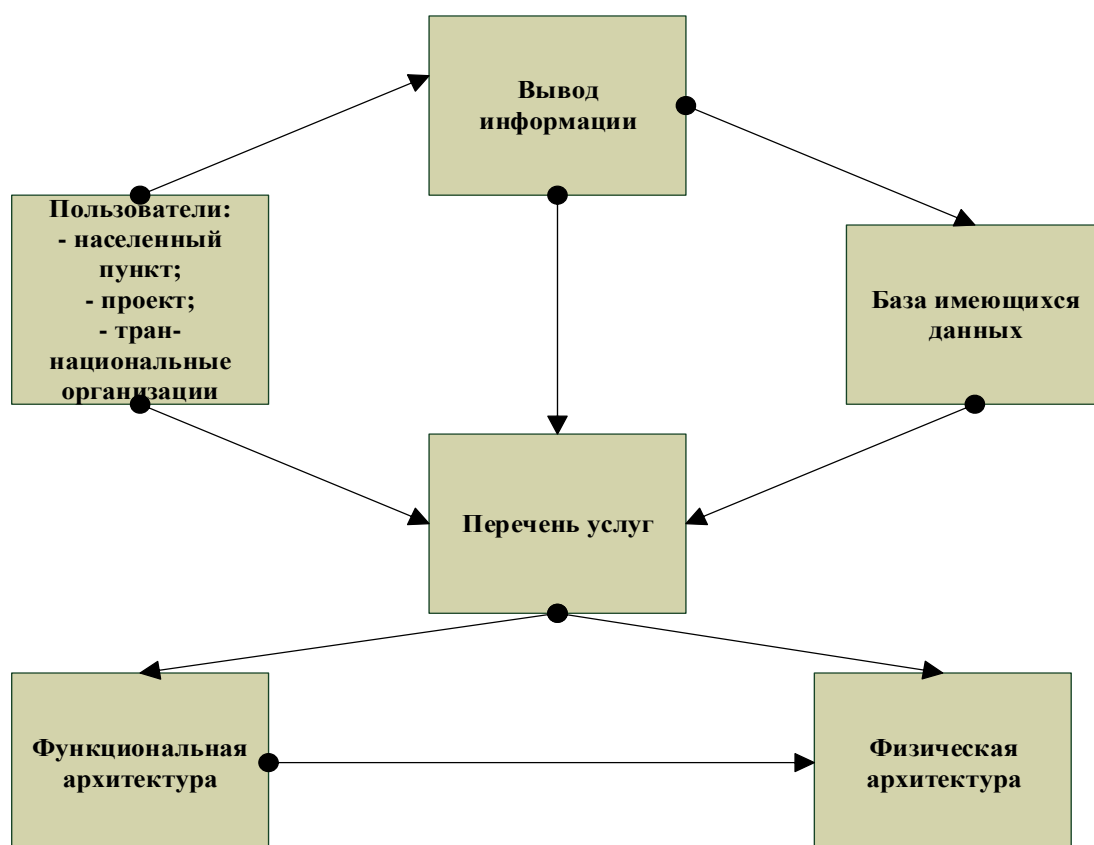 Вывод
информации
Пользователи:
- населенный
пункт;
- проект;
- тран-
национальные
организации
База имеющихся
данных
Перечень услуг
Функциональная
архитектура
Физическая
архитектура